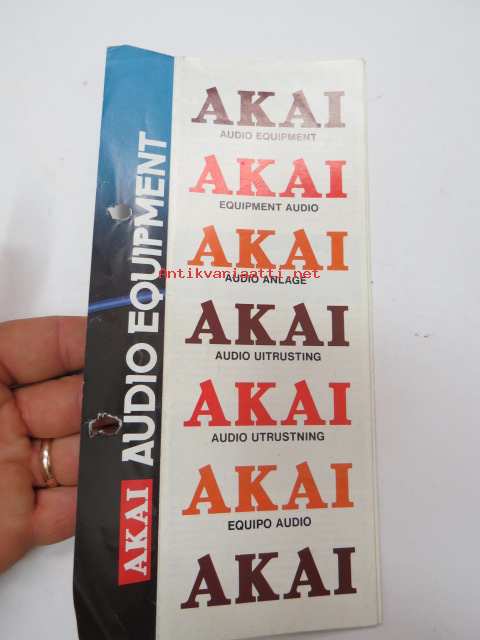 AKAI AUDIO EQUIPMENT
AKAI
AUDIO EQUIPMENT
AKAI
EQUIPMENT AUDIO
AKAI
Antikvariaatti.net
AUDIO ANLAGE
AKAI
AUDIO UITRUSTING
AKAI
AUDIO UTRUSTNING
AKAI
EQUIPO AUDIO
AKAI